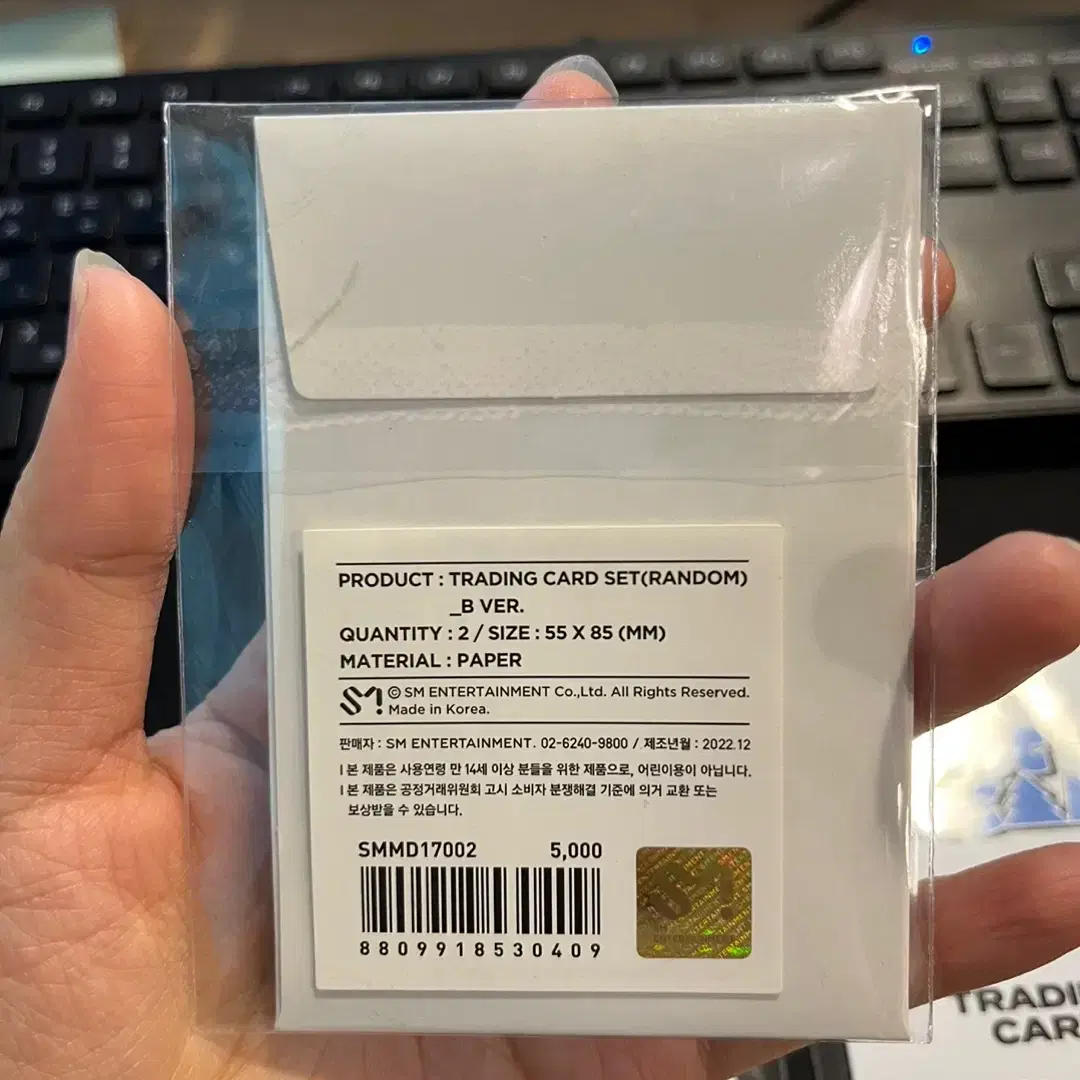 PRODUCT : TRADING CARD SET(RANDOM)
_B VER.
QUANTITY : 2 / SIZE : 55 X 85 (MM)
MATERIAL : PAPER
SM
© SM ENTERTAINMENT Co.,Ltd. All Rights Reserved.
Made in Korea.
판매자 : SM ENTERTAINMENT. 02-6240-9800 / 제조년월 : 2022.12
l 본 제품은 사용연령 만 14세 이상 분들을 위한 제품으로, 어린이용이 아닙니다.
l 본 제품은 공정거래위원회 고시 소비자 분쟁해결 기준에 의거 교환 또는
보상받을 수 있습니다.
SMMD17002 5,000
8809918530409
SM
ENTERTAINMENT
TRADI
CAR